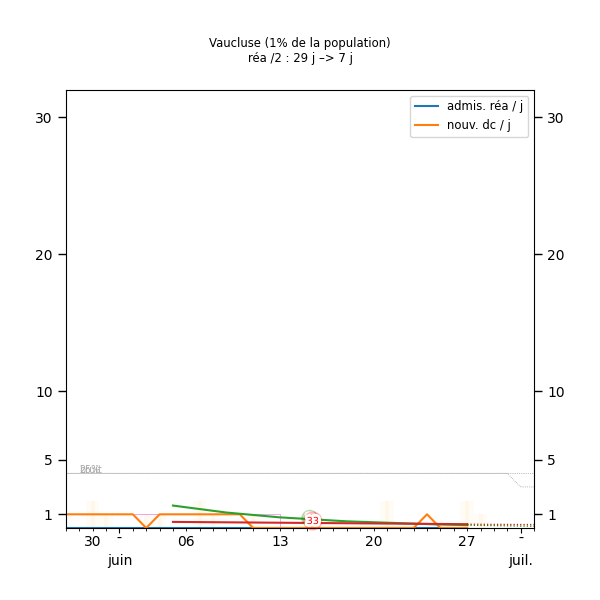 Vaucluse (1% de la population)
réa /2 : 29 j –> 7 j
admis. réa / j
nouv. dc / j
30 30
20 20
10 10
5 5
25%
33
1 1
30 - 06 13 20 27 -
juin juil.